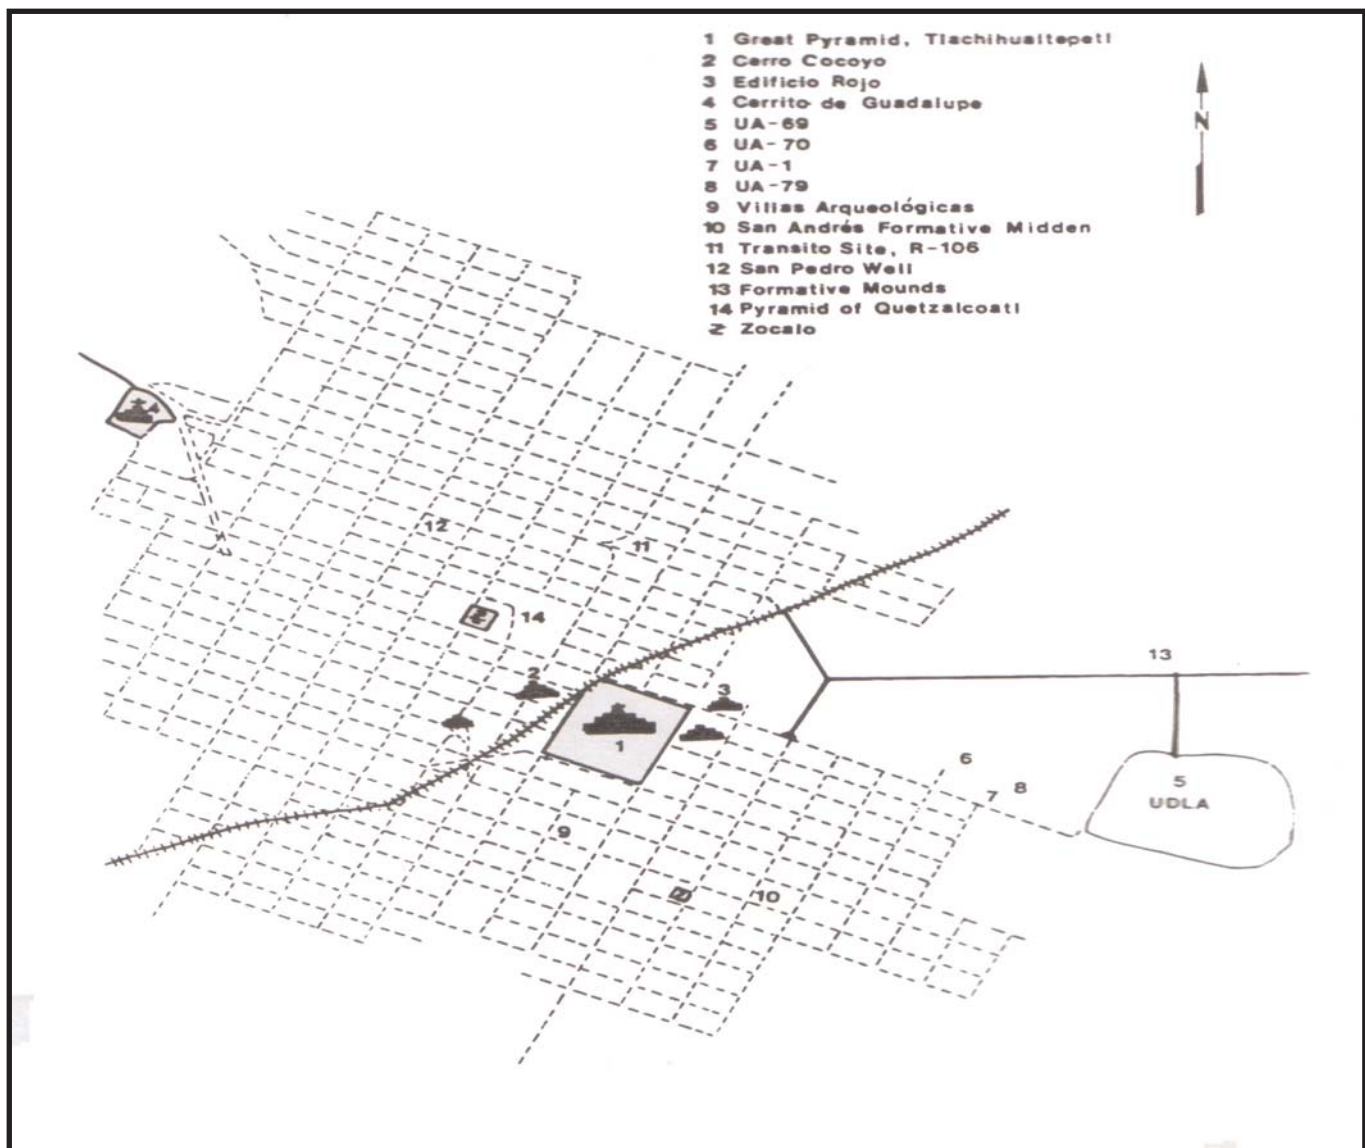 1 Great Pyramid, Tlachihualtepetl
2 Cerro Cocoyo
3 Edificio Rojo
4 Cerrito de Guadalupe
5 UA-69
6 UA-70
7 UA-1
8 UA-79
9 Villas Arqueológicas
10 San Andrés Formative Midden
11 Transito Site, R-106
12 San Pedro Well
13 Formative Mounds
14 Pyramid of Quetzalcoatl
Z Zocalo
N
4
12
11
Z
14
13
2
3
1
6
5
7
8
UDLA
9
Z
10